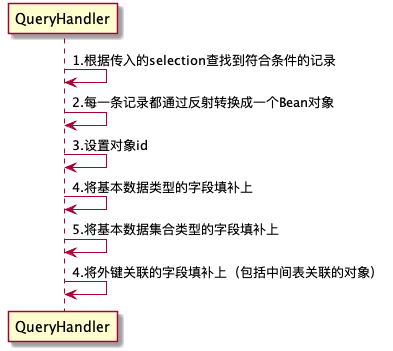 QueryHandler
1.根据传入的selection查找到符合条件的记录
2.每一条记录都通过反射转换成一个Bean对象
3.设置对象id
4.将基本数据类型的字段填补上
5.将基本数据集合类型的字段填补上
4.将外键关联的字段填补上（包括中间表关联的对象）
QueryHandler